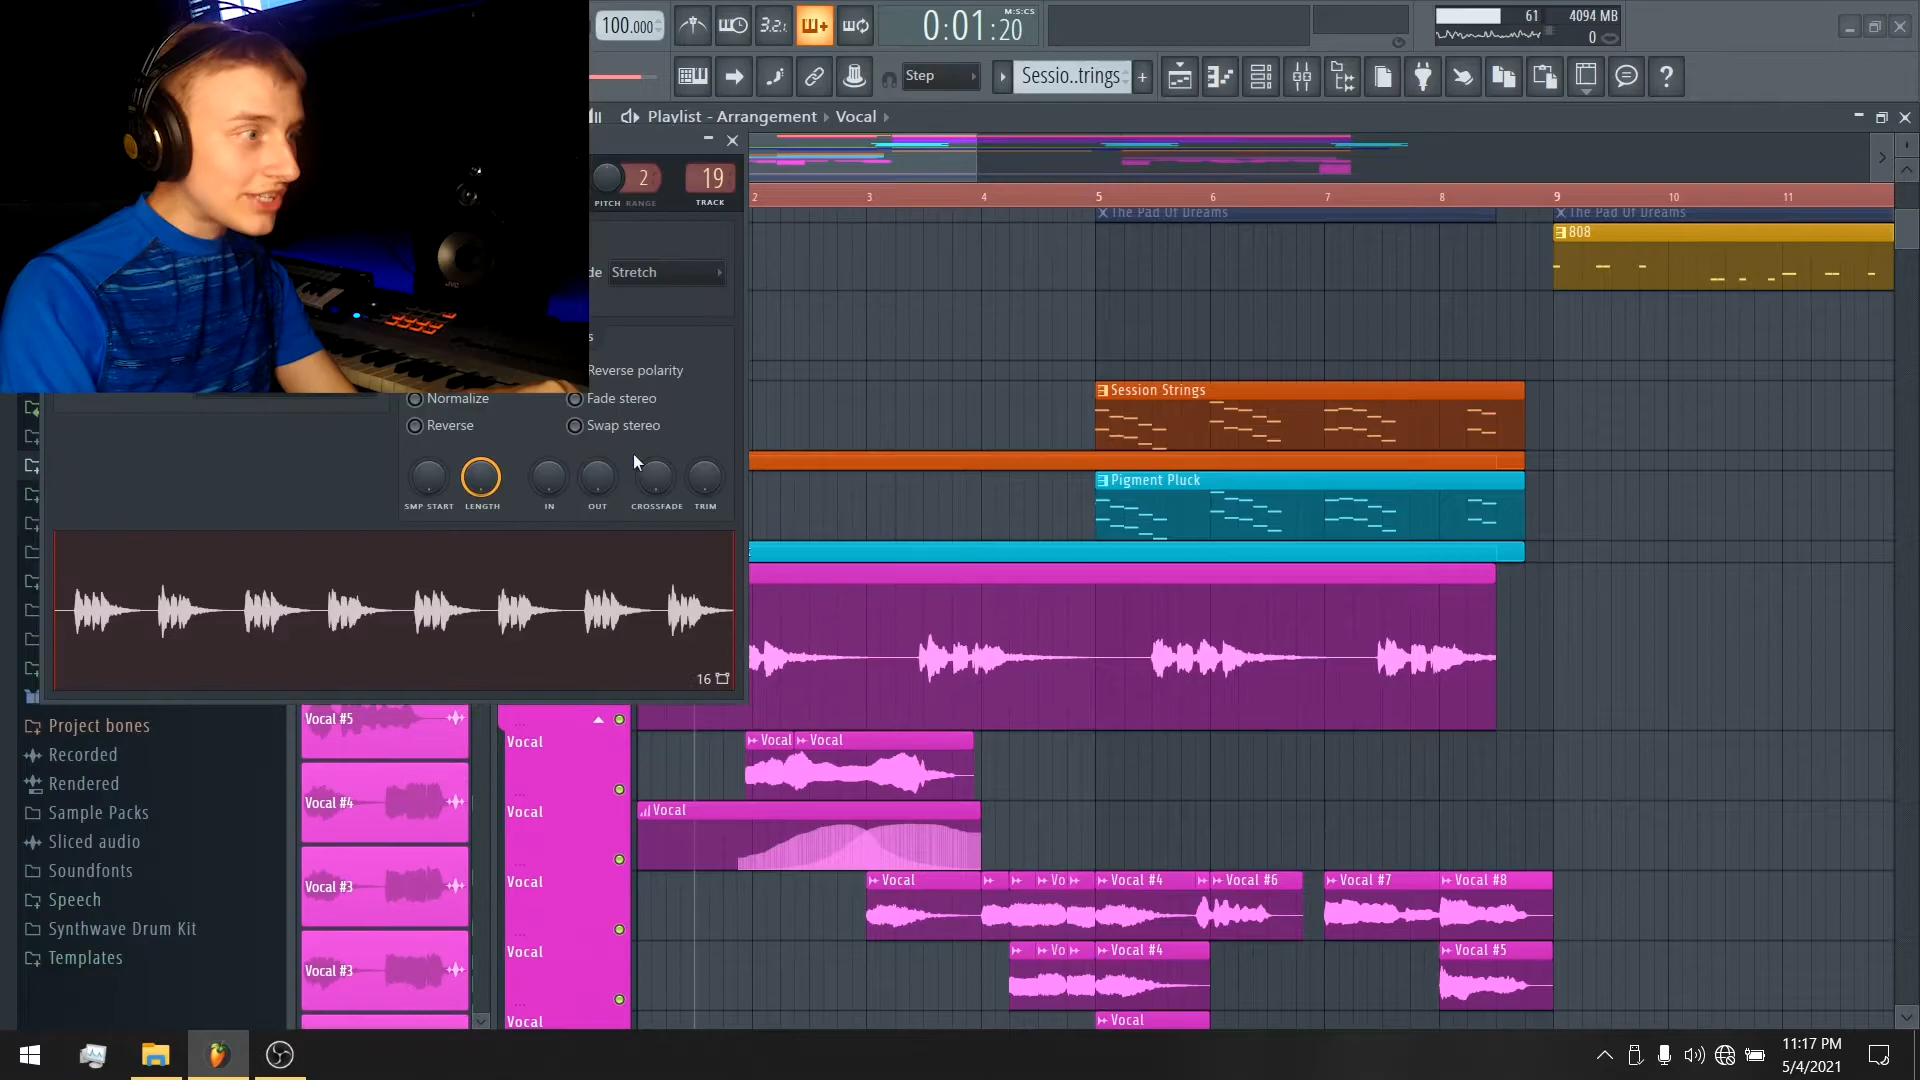 100.000
3.2.1
0:01:20
M:S:CS
61
4094 MB
0
Step
Sessio..trings
+
?
Playlist - Arrangement
Vocal
2
PITCH RANGE
19
TRACK
de
Stretch
s
Reverse polarity
Normalize
Fade stereo
Reverse
Swap stereo
SMP START
LENGTH
IN
OUT
CROSSFADE
TRIM
16
2
3
4
5
6
7
8
9
10
11
The Pad Of Dreams
The Pad Of Dreams
808
Session Strings
Pigment Pluck
Project bones
Recorded
Rendered
Sample Packs
Sliced audio
Soundfonts
Speech
Synthwave Drum Kit
Templates
Vocal #5
Vocal #4
Vocal #3
Vocal #3
Vocal
Vocal
Vocal
Vocal
Vocal
Vocal
Vocal
Vocal
Vocal
Vo
Vocal #4
Vocal #6
Vocal #7
Vocal #8
Vo
Vocal #4
Vocal #5
Vocal
11:17 PM
5/4/2021